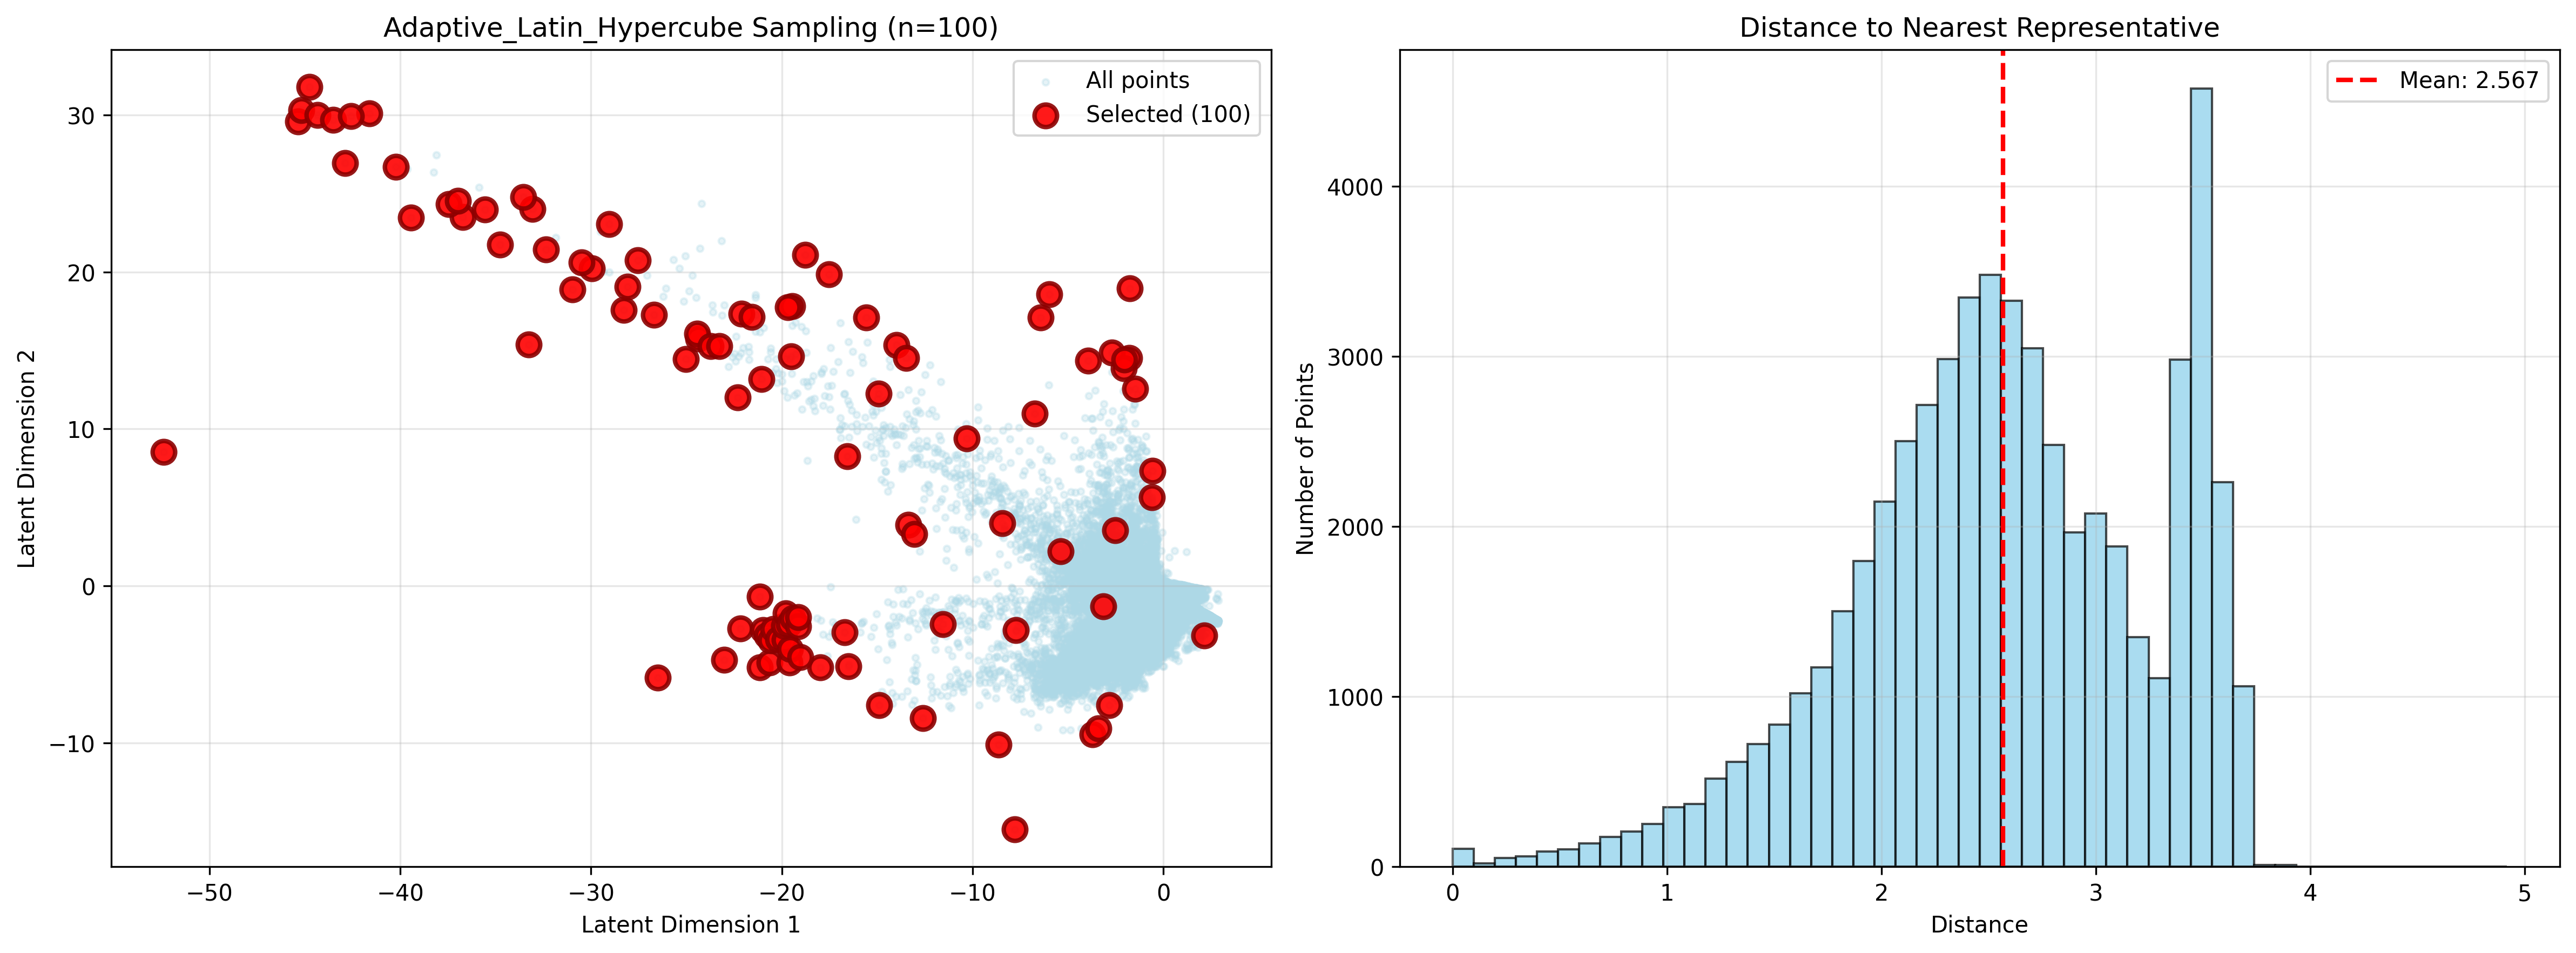 Adaptive_Latin_Hypercube Sampling (n=100)
All points
Selected (100)
30
20
10
0
−10
Latent Dimension 2
−50
−40
−30
−20
−10
0
Latent Dimension 1
Distance to Nearest Representative
Mean: 2.567
4000
3000
2000
1000
0
Number of Points
0
1
2
3
4
5
Distance